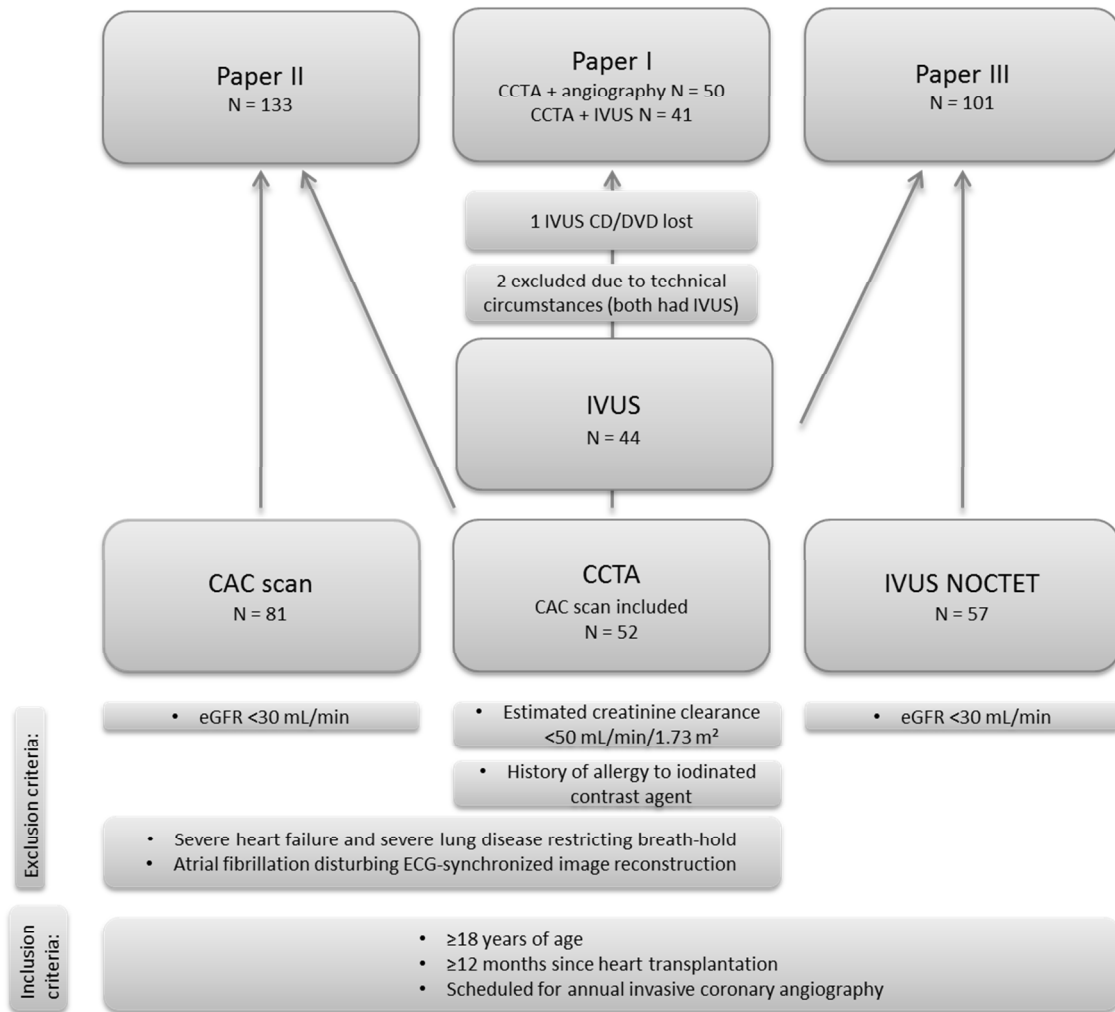 Paper II
N = 133
Paper I
CCTA + angiography N = 50
CCTA + IVUS N = 41
Paper III
N = 101
1 IVUS CD/DVD lost
2 excluded due to technical
circumstances (both had IVUS)
IVUS
N = 44
CAC scan
N = 81
CCTA
CAC scan included
N = 52
IVUS NOCTET
N = 57
Exclusion criteria:
• eGFR <30 mL/min
• Estimated creatinine clearance
<50 mL/min/1.73 m²
• eGFR <30 mL/min
• History of allergy to iodinated
contrast agent
• Severe heart failure and severe lung disease restricting breath-hold
• Atrial fibrillation disturbing ECG-synchronized image reconstruction
Inclusion
criteria:
• ≥18 years of age
• ≥12 months since heart transplantation
• Scheduled for annual invasive coronary angiography